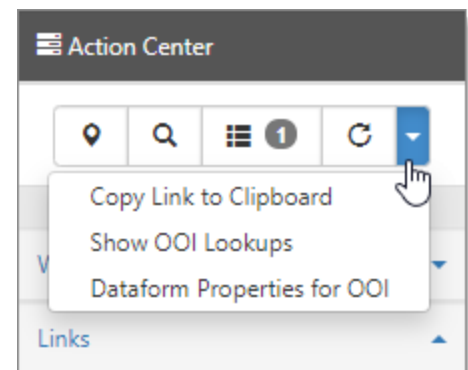 Action Center
1
Copy Link to Clipboard
Show OOI Lookups
Dataform Properties for OOI
Links